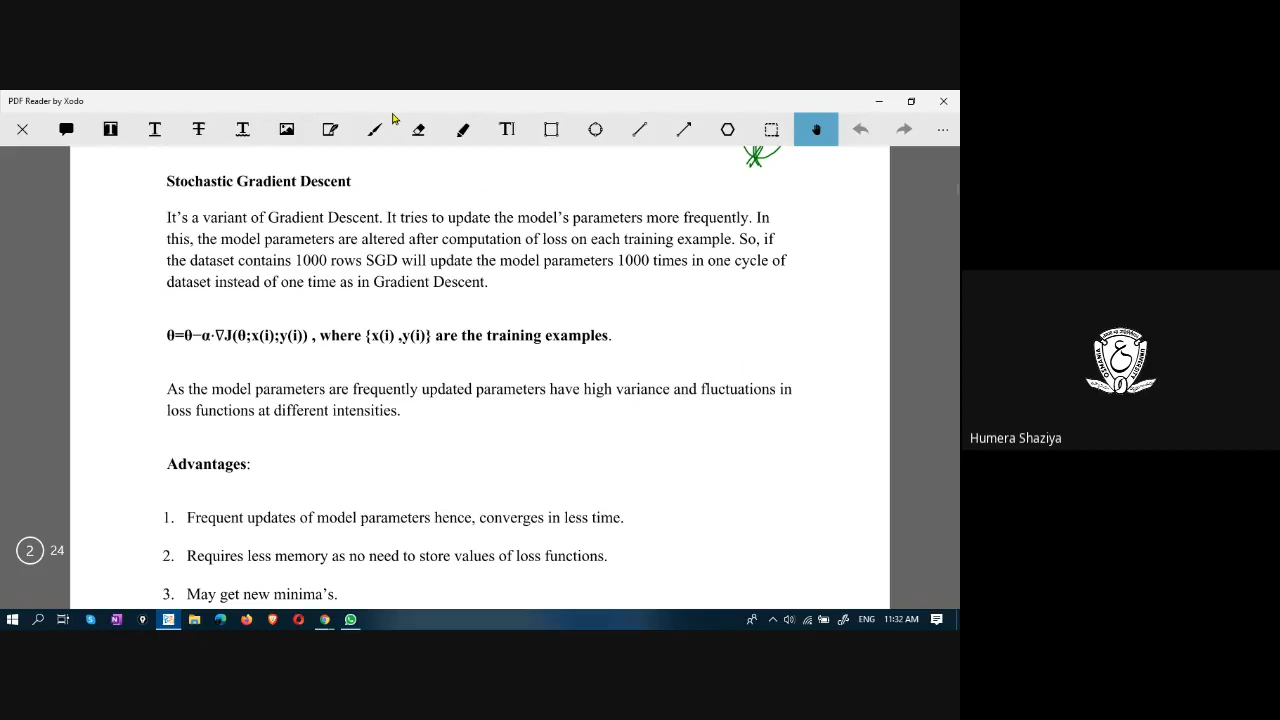 PDF Reader by Xodo
Stochastic Gradient Descent
It's a variant of Gradient Descent. It tries to update the model's parameters more frequently. In
this, the model parameters are altered after computation of loss on each training example. So, if
the dataset contains 1000 rows SGD will update the model parameters 1000 times in one cycle of
dataset instead of one time as in Gradient Descent.
θ=θ−α·∇J(θ;x(i);y(i)) , where {x(i) ,y(i)} are the training examples.
As the model parameters are frequently updated parameters have high variance and fluctuations in
loss functions at different intensities.
Advantages:
1. Frequent updates of model parameters hence, converges in less time.
2. Requires less memory as no need to store values of loss functions.
3. May get new minima's.
2 24
ENG 11:32 AM
Humera Shaziya